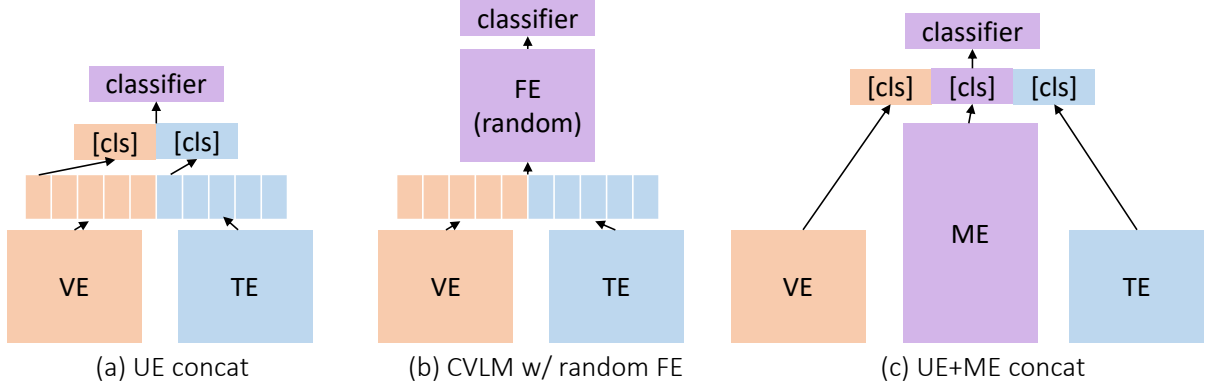 classifier
[cls] [cls]
VE TE
(a) UE concat
classifier
FE
(random)
VE TE
(b) CVLM w/ random FE
classifier
[cls] [cls] [cls]
VE ME TE
(c) UE+ME concat